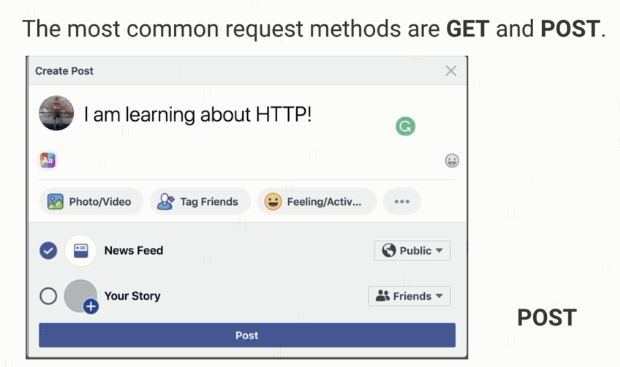 The most common request methods are GET and POST.
Create Post
I am learning about HTTP!
Aa
Photo/Video
Tag Friends
Feeling/Activ...
News Feed
Public
Your Story
Friends
Post
POST